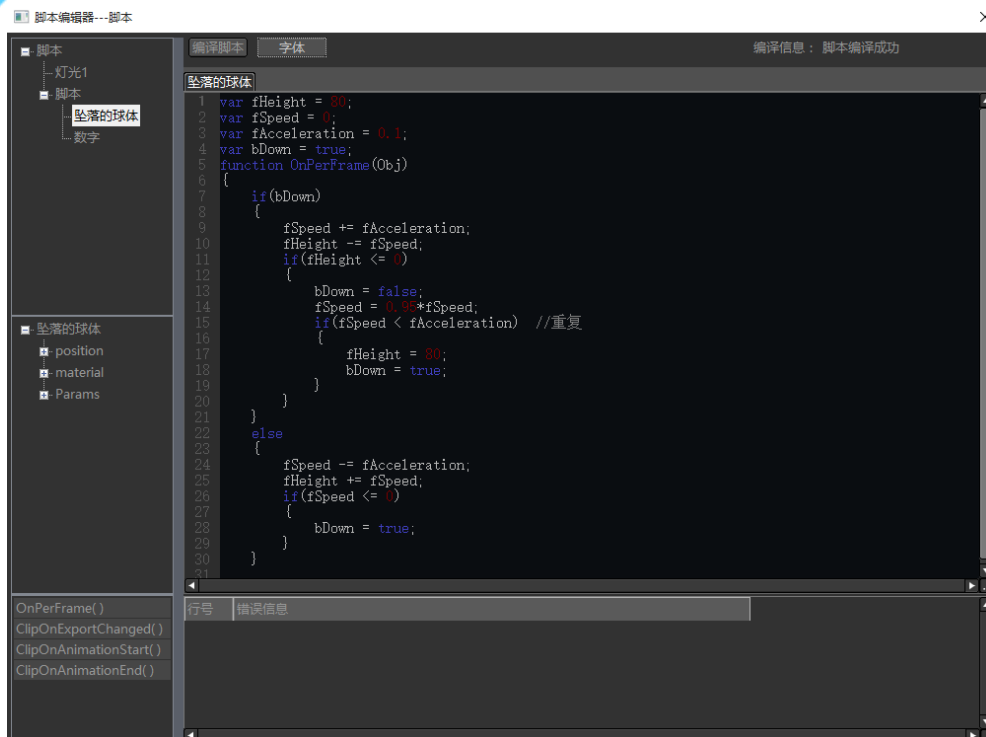 脚本编辑器---脚本
脚本
灯光1
脚本
坠落的球体
数字
坠落的球体
position
material
Params
OnPerFrame( )
ClipOnExportChanged( )
ClipOnAnimationStart( )
ClipOnAnimationEnd( )
编译脚本 字体 编译信息： 脚本编译成功
坠落的球体
1 var fHeight = 80;
2 var fSpeed = 0;
3 var fAcceleration = 0.1;
4 var bDown = true;
5 function OnPerFrame(Obj)
6 {
7 if(bDown)
8 {
9 fSpeed += fAcceleration;
10 fHeight -= fSpeed;
11 if(fHeight <= 0)
12 {
13 bDown = false;
14 fSpeed = 0.95*fSpeed;
15 if(fSpeed < fAcceleration) //重复
16 {
17 fHeight = 80;
18 bDown = true;
19 }
20 }
21 }
22 else
23 {
24 fSpeed -= fAcceleration;
25 fHeight += fSpeed;
26 if(fSpeed <= 0)
27 {
28 bDown = true;
29 }
30 }
31
行号 错误信息